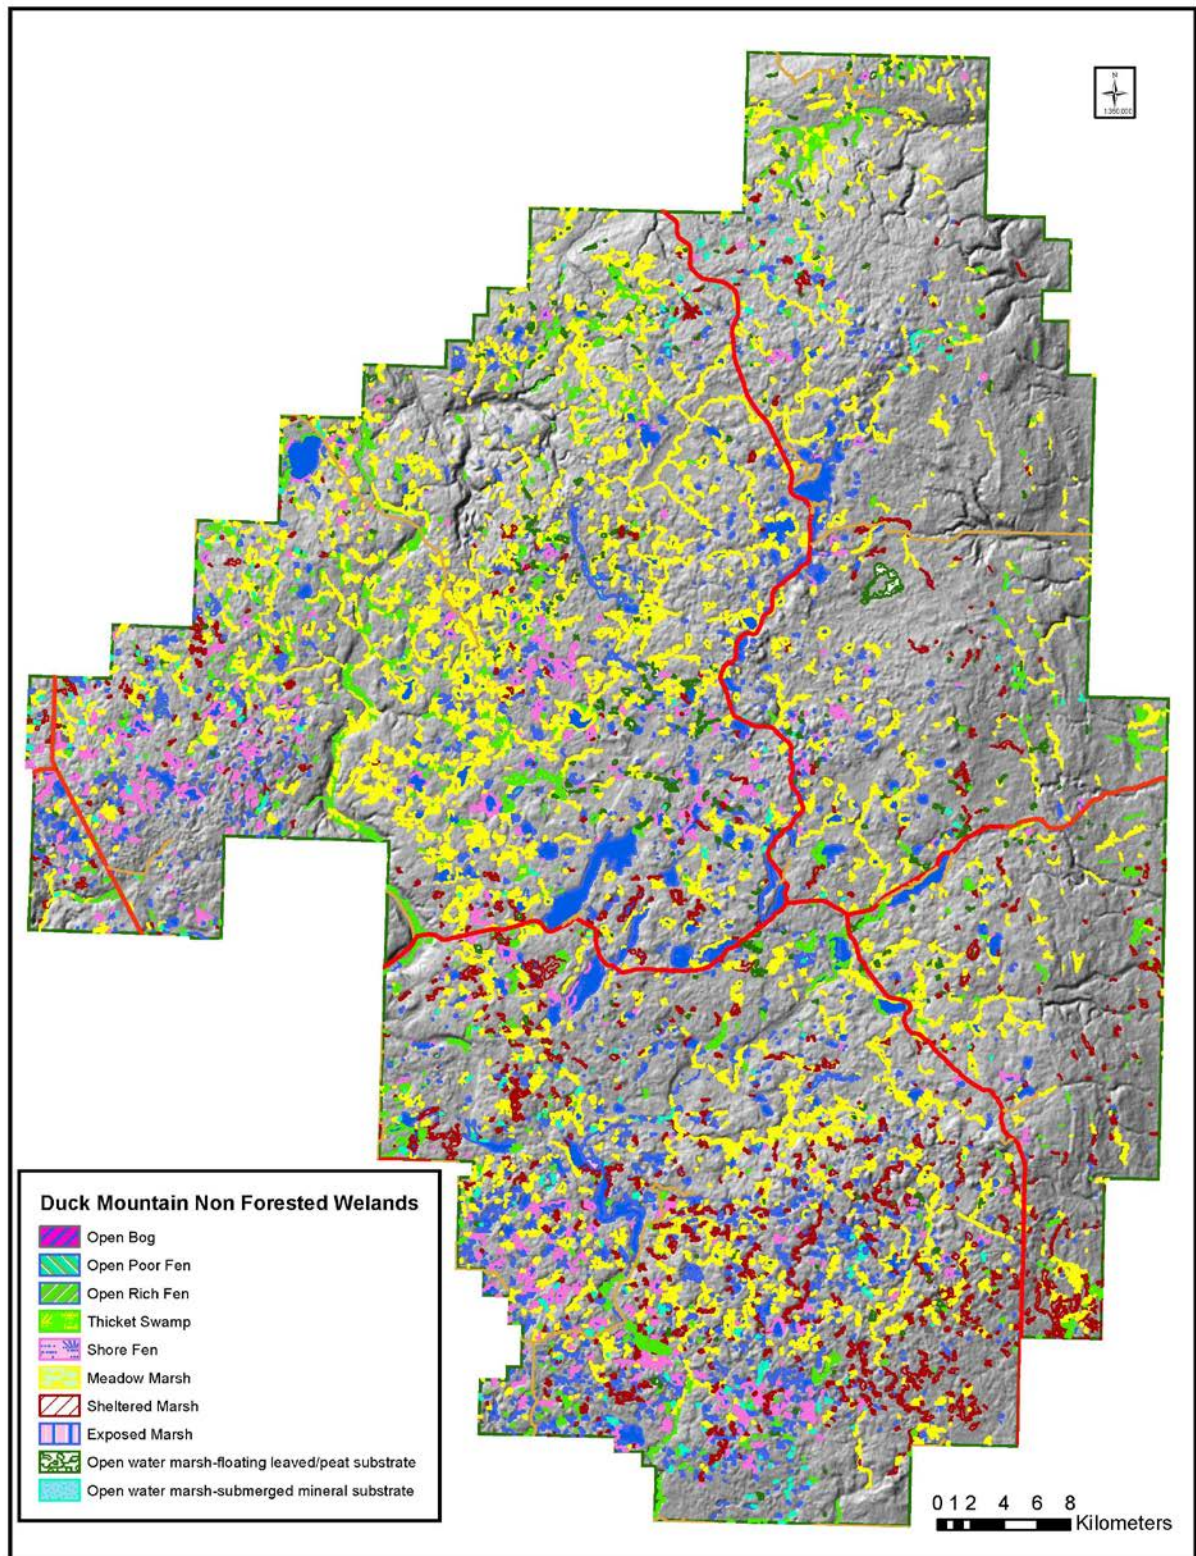 N
Duck Mountain Non Forested Welands
Open Bog
Open Poor Fen
Open Rich Fen
Thicket Swamp
Shore Fen
Meadow Marsh
Sheltered Marsh
Exposed Marsh
Open water marsh-floating leaved/peat substrate
Open water marsh-submerged mineral substrate
0 1 2 4 6 8
Kilometers